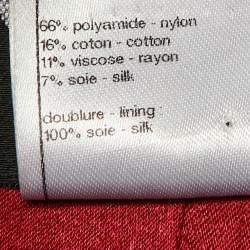 66% polyamide - nylon
16% coton - cotton
11% viscose - rayon
7% soie - silk
doublure - lining
100% soie - silk